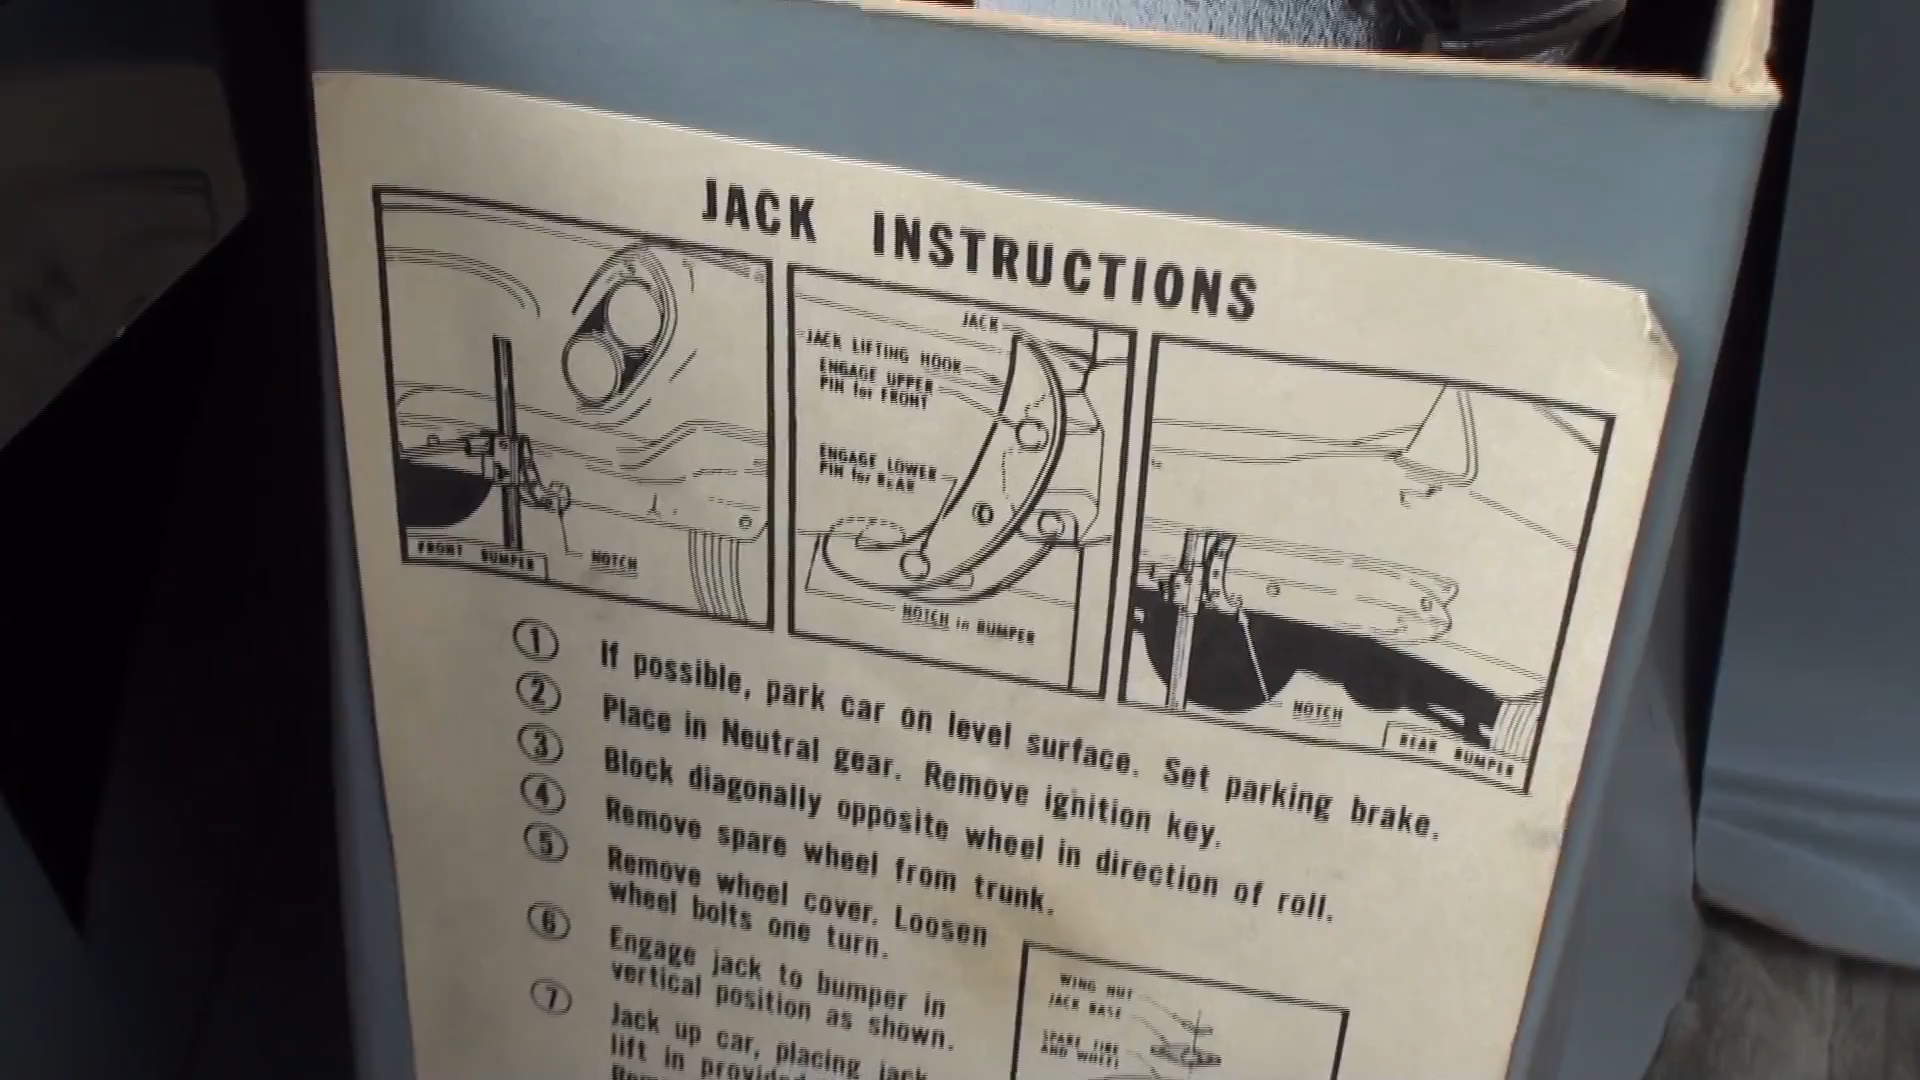 JACK INSTRUCTIONS
FRONT BUMPER
NOTCH
JACK
JACK LIFTING HOOK
ENGAGE UPPER
PIN for FRONT
ENGAGE LOWER
PIN for REAR
NOTCH in BUMPER
NOTCH
REAR BUMPER
1 If possible, park car on level surface. Set parking brake.
2 Place in Neutral gear. Remove ignition key.
3 Block diagonally opposite wheel in direction of roll.
4 Remove spare wheel from trunk.
5 Remove wheel cover. Loosen
wheel bolts one turn.
6 Engage jack to bumper in
vertical position as shown.
7 Jack up car, placing jack
lift in
WING NUT
JACK BASE
SPARE TIRE
AND WHEEL